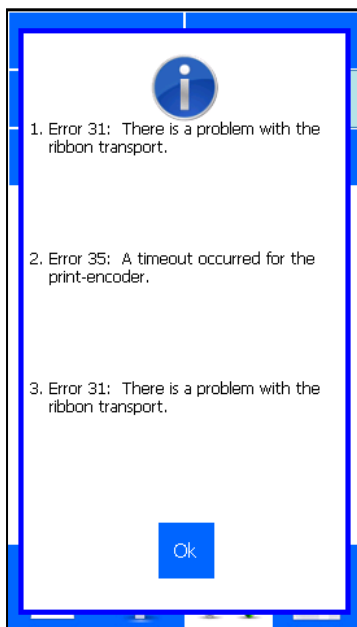 1. Error 31: There is a problem with the
ribbon transport.
2. Error 35: A timeout occurred for the
print-encoder.
3. Error 31: There is a problem with the
ribbon transport.
Ok